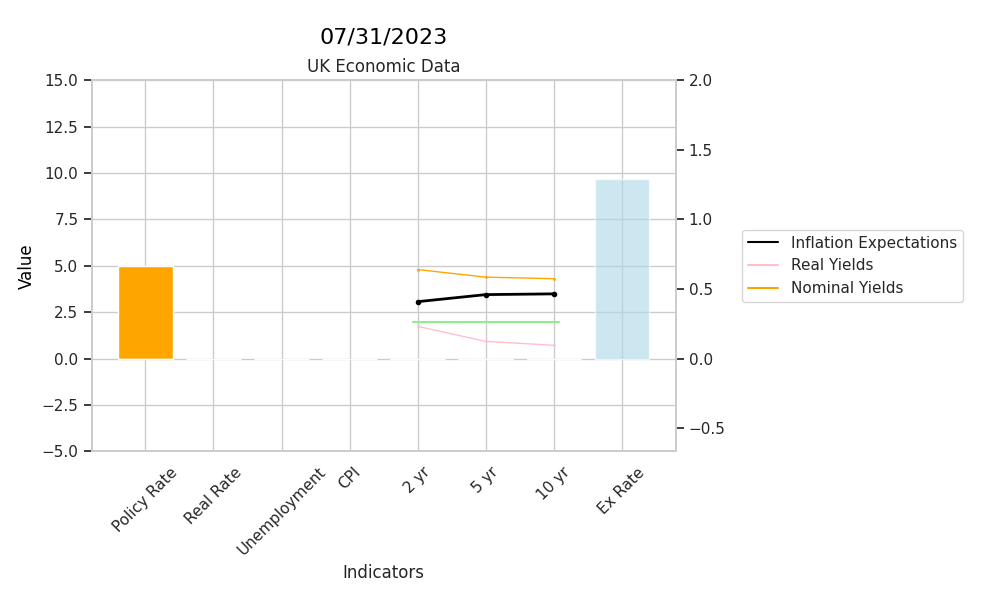 07/31/2023
UK Economic Data
15.0
12.5
10.0
7.5
5.0
2.5
0.0
−2.5
−5.0
Value
2.0
1.5
1.0
0.5
0.0
−0.5
Inflation Expectations
Real Yields
Nominal Yields
Policy Rate
Real Rate
Unemployment
CPI
2 yr
5 yr
10 yr
Ex Rate
Indicators